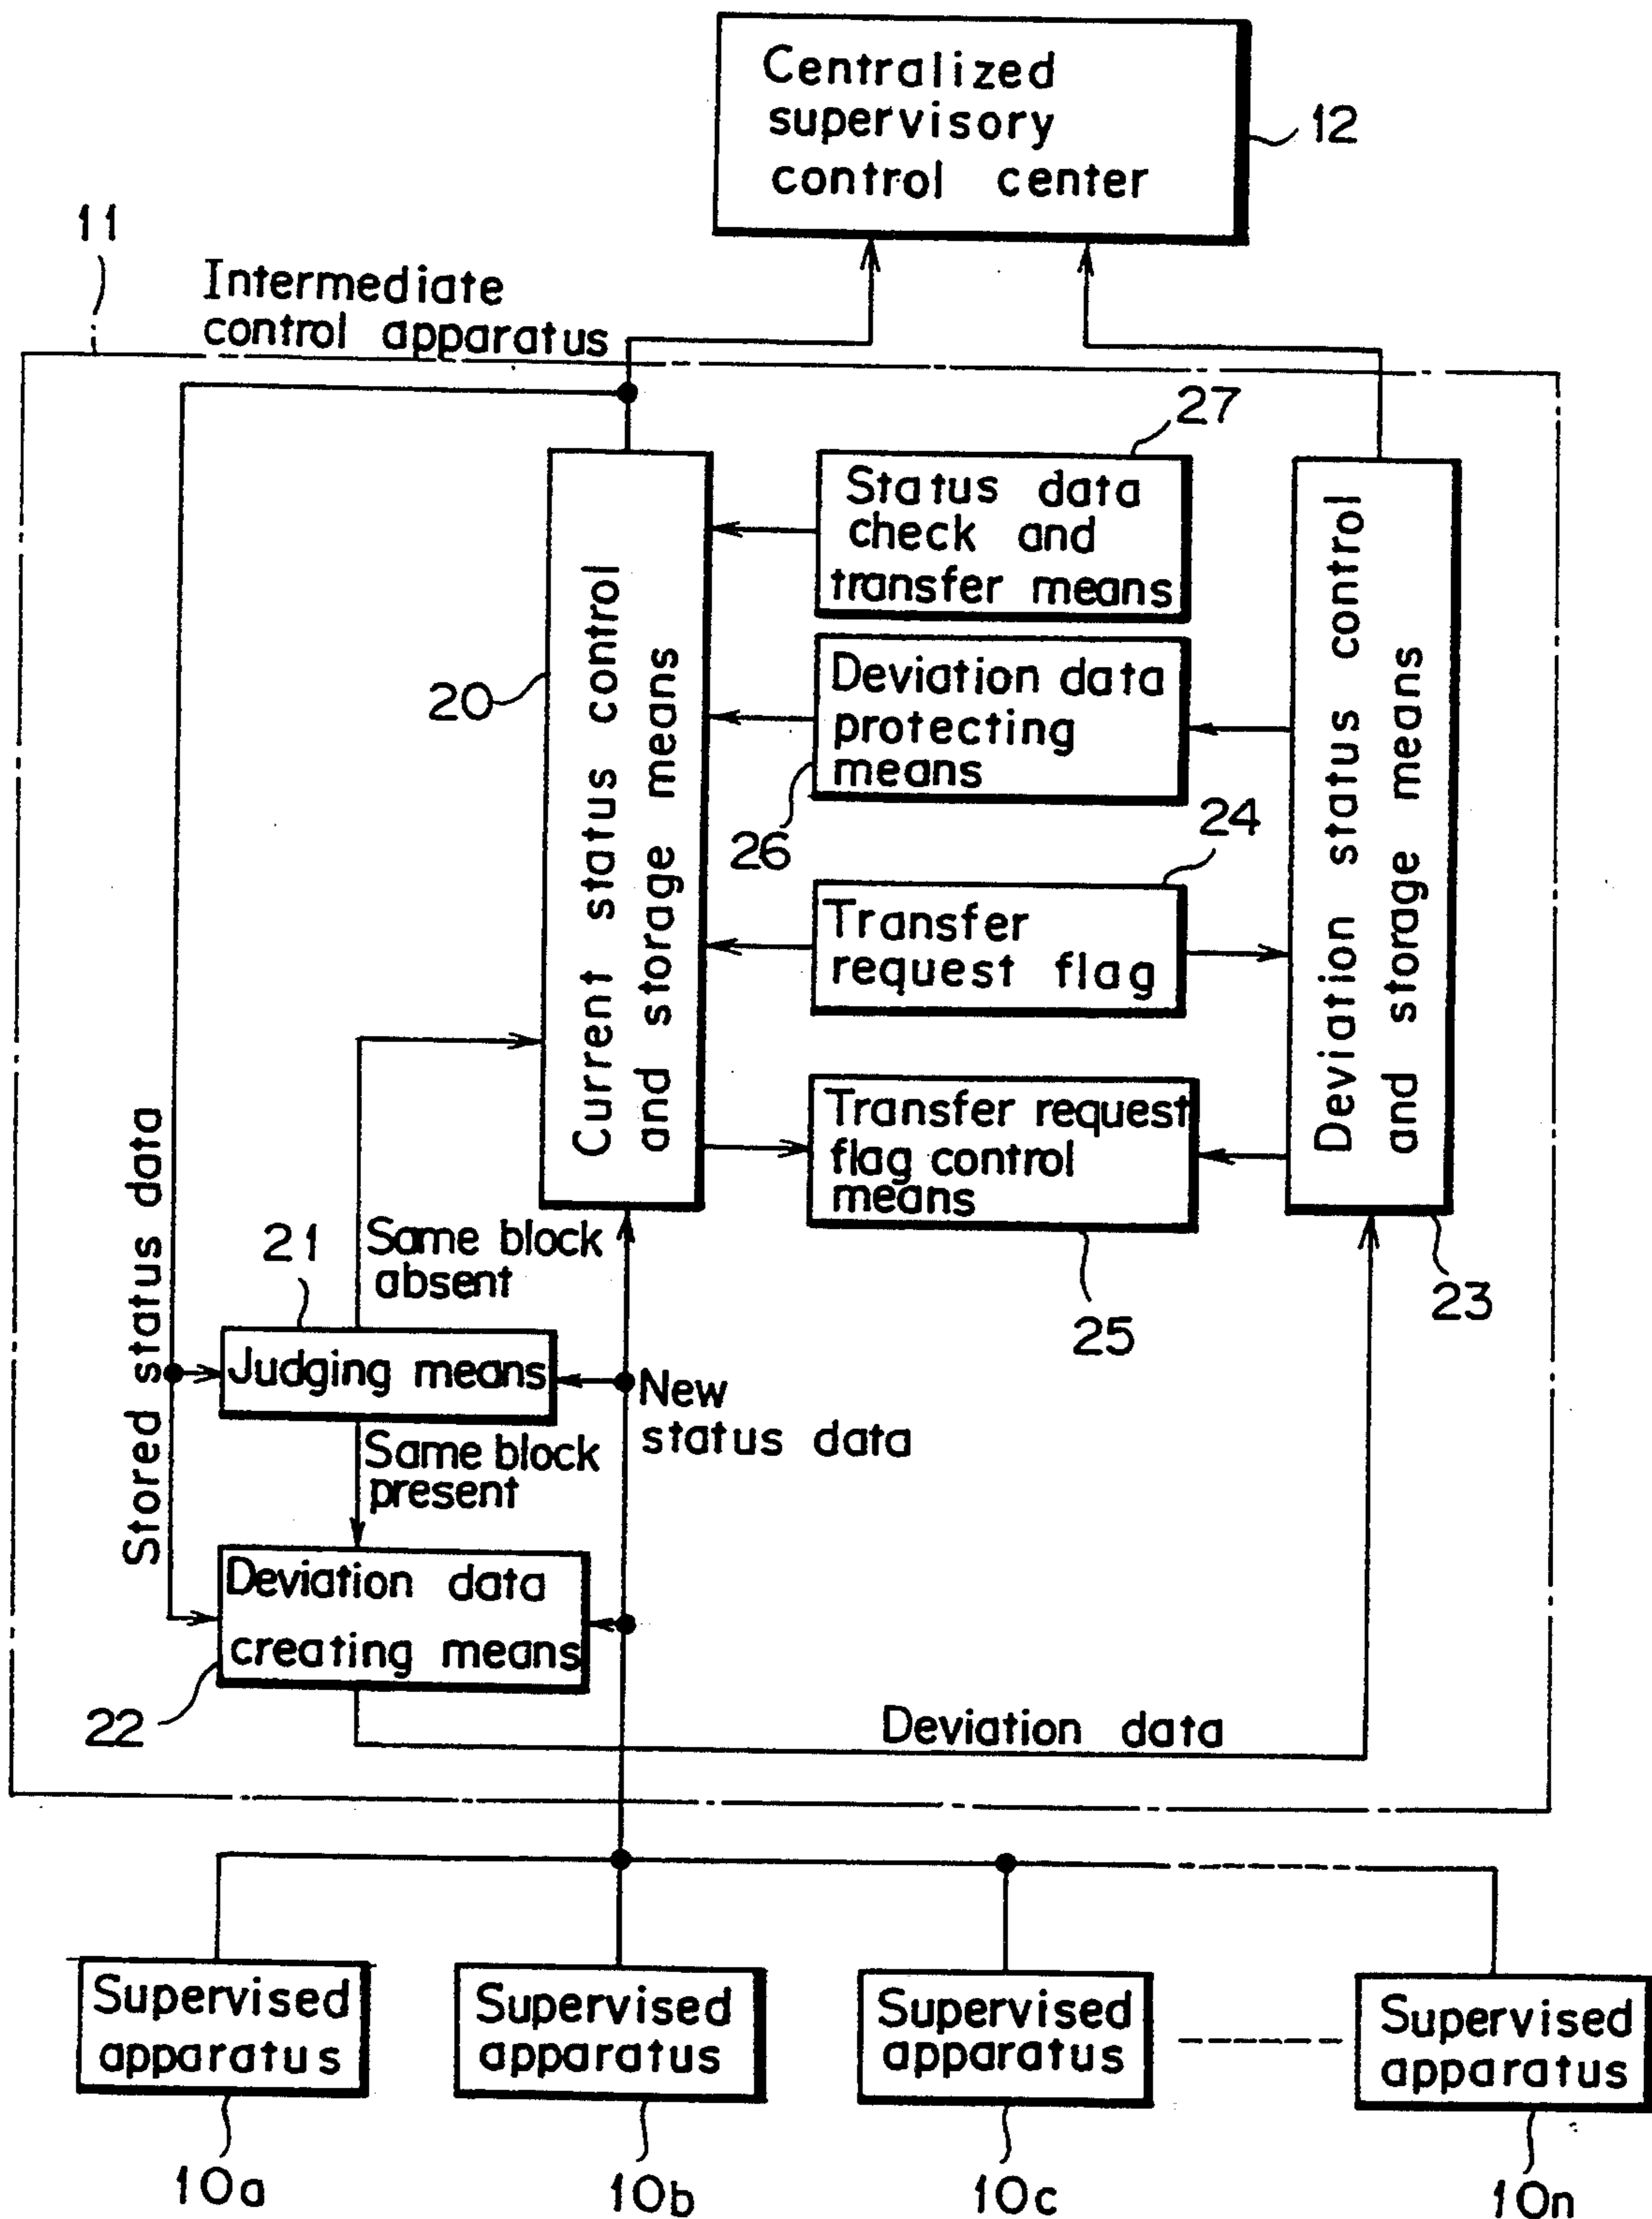 Centralized
supervisory
control center
12
11
Intermediate
control apparatus
27
Status data
check and
transfer means
20
Current status control
and storage means
Deviation data
protecting
means
26
24
Transfer
request flag
Deviation status control
and storage means
Transfer request
flag control
means
25
23
Stored status data
21
Same block
absent
Judging means
New
status data
Same block
present
Deviation data
creating means
22
Deviation data
Supervised
apparatus
Supervised
apparatus
Supervised
apparatus
Supervised
apparatus
10a
10b
10c
10n